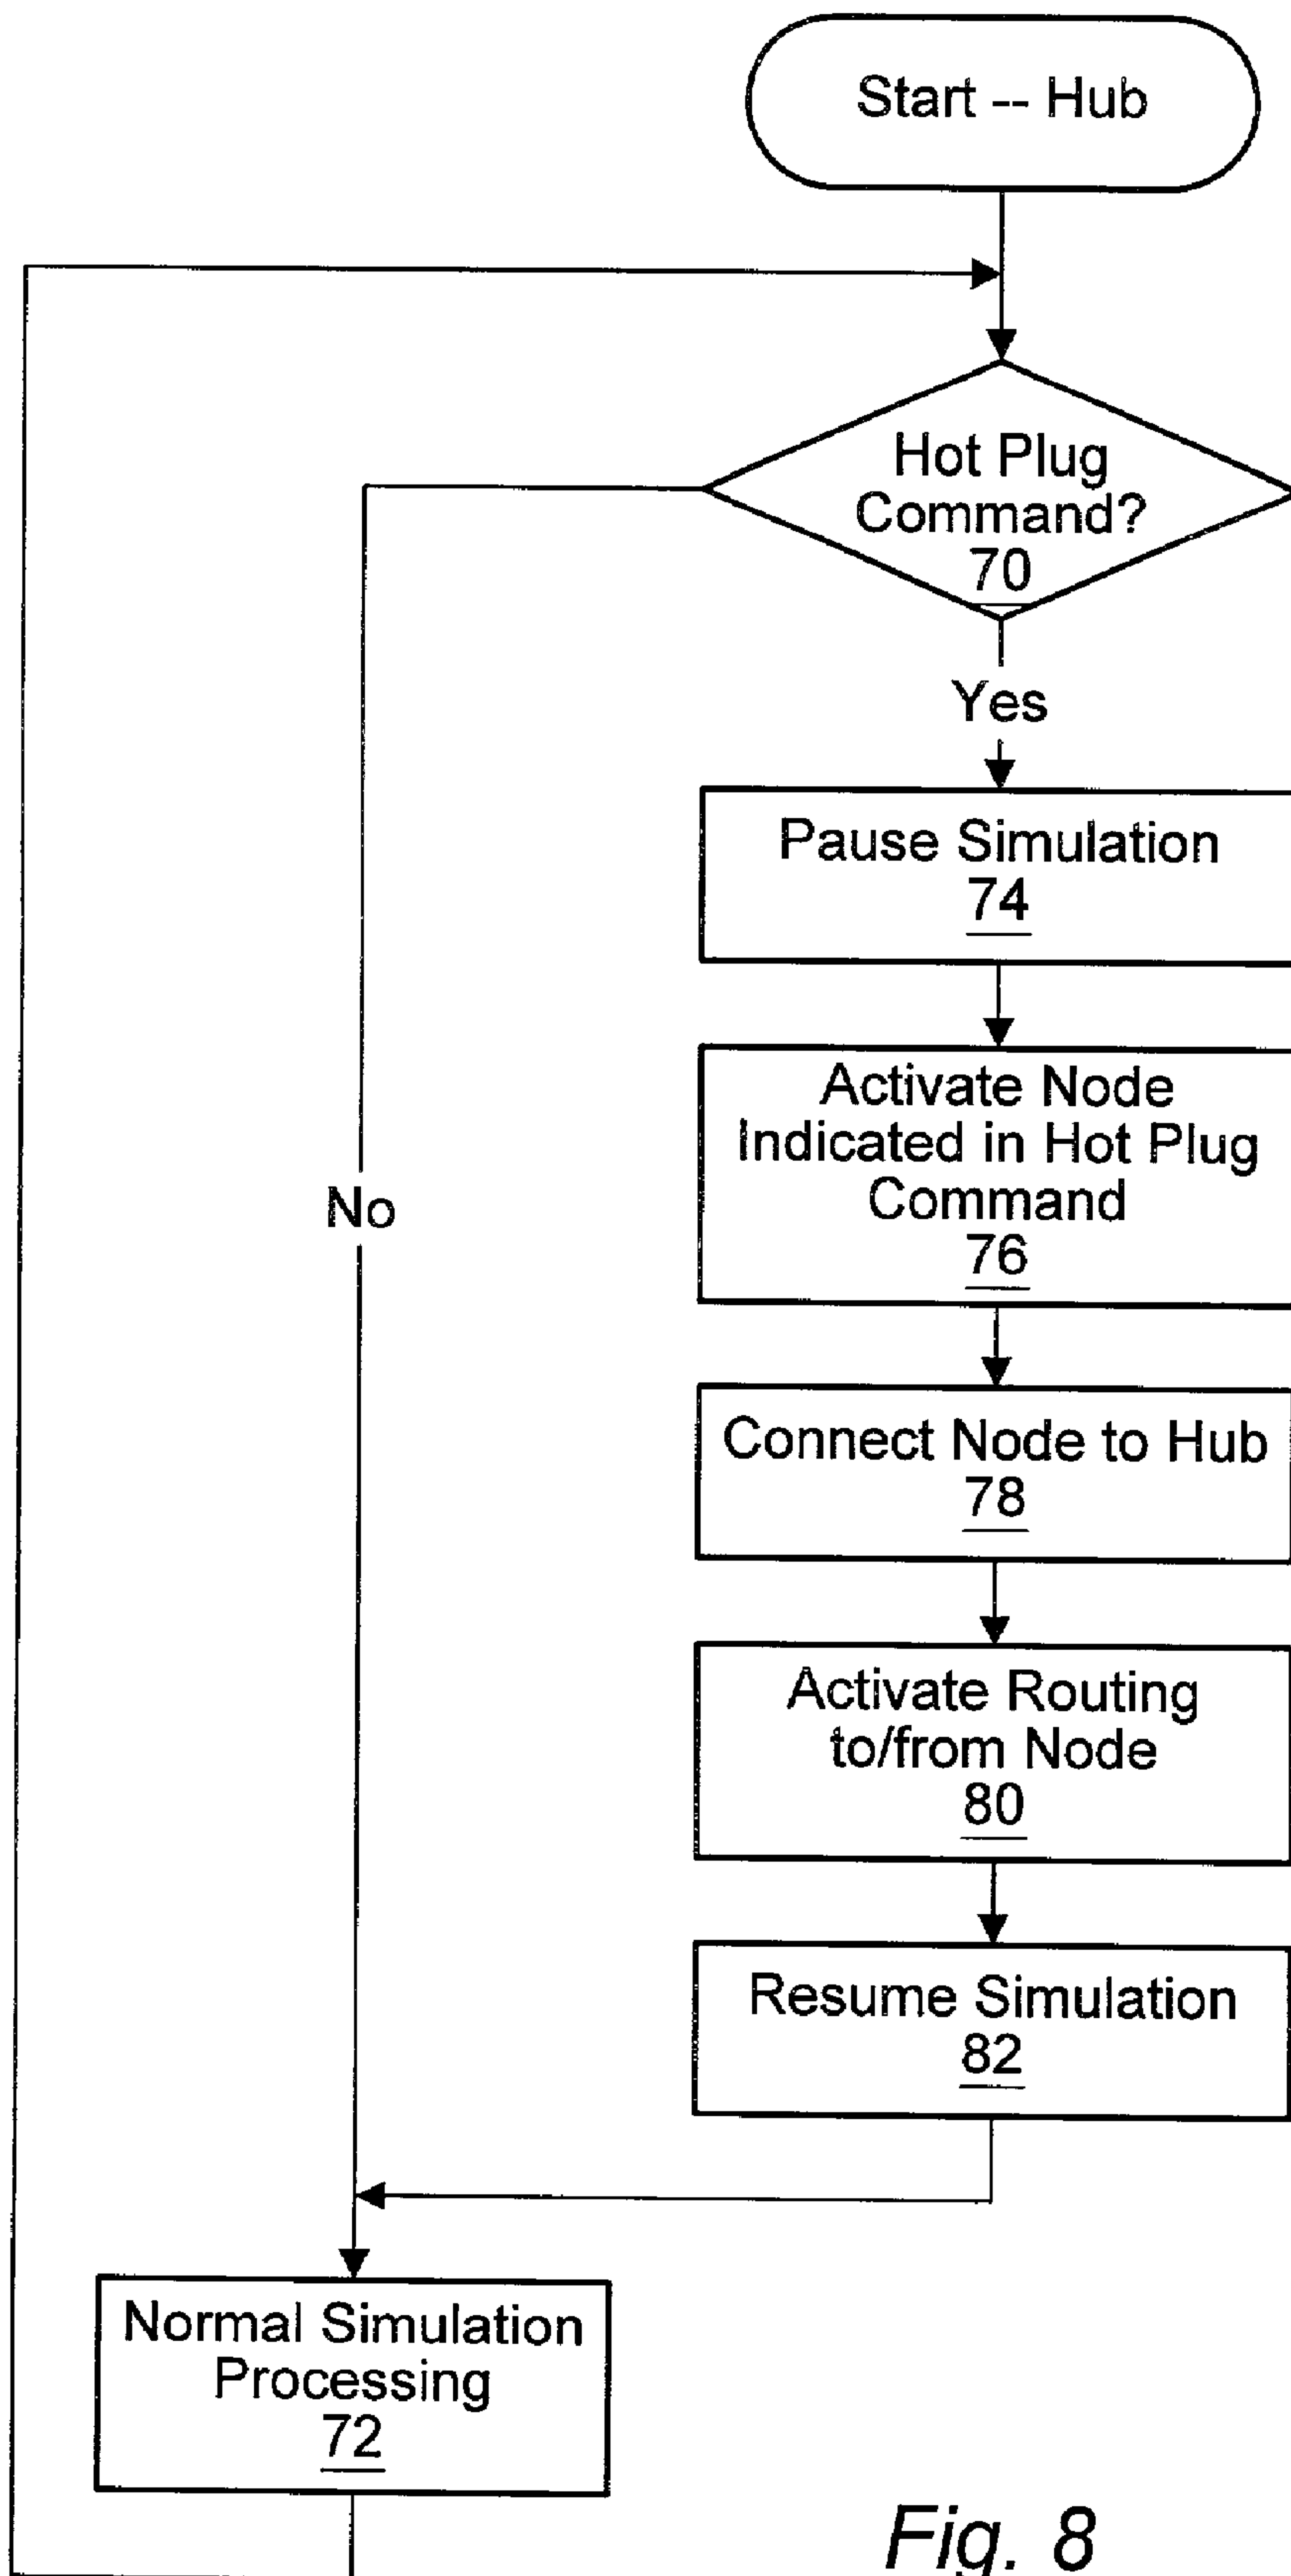 Start -- Hub
Hot Plug
Command?
70
Yes
Pause Simulation
74
Activate Node
Indicated in Hot Plug
Command
76
No
Connect Node to Hub
78
Activate Routing
to/from Node
80
Resume Simulation
82
Normal Simulation
Processing
72
Fig. 8